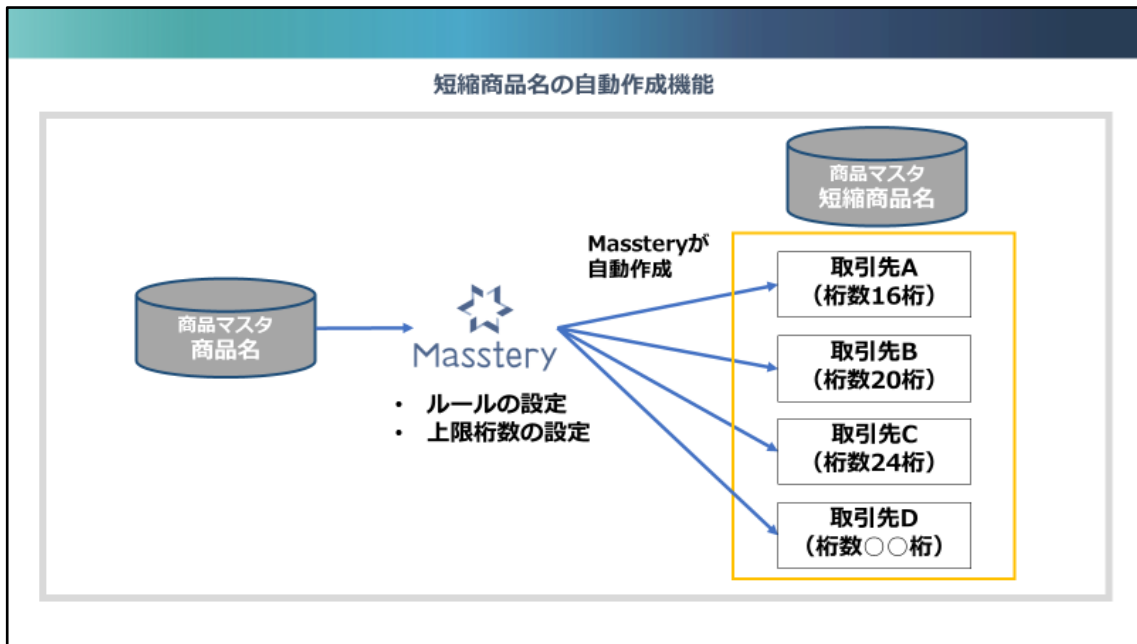 短縮商品名の自動作成機能
商品マスタ
短縮商品名
Massteryが
自動作成
取引先A
（桁数16桁）
商品マスタ
商品名
Masstery
• ルールの設定
• 上限桁数の設定
取引先B
（桁数20桁）
取引先C
（桁数24桁）
取引先D
（桁数○○桁）